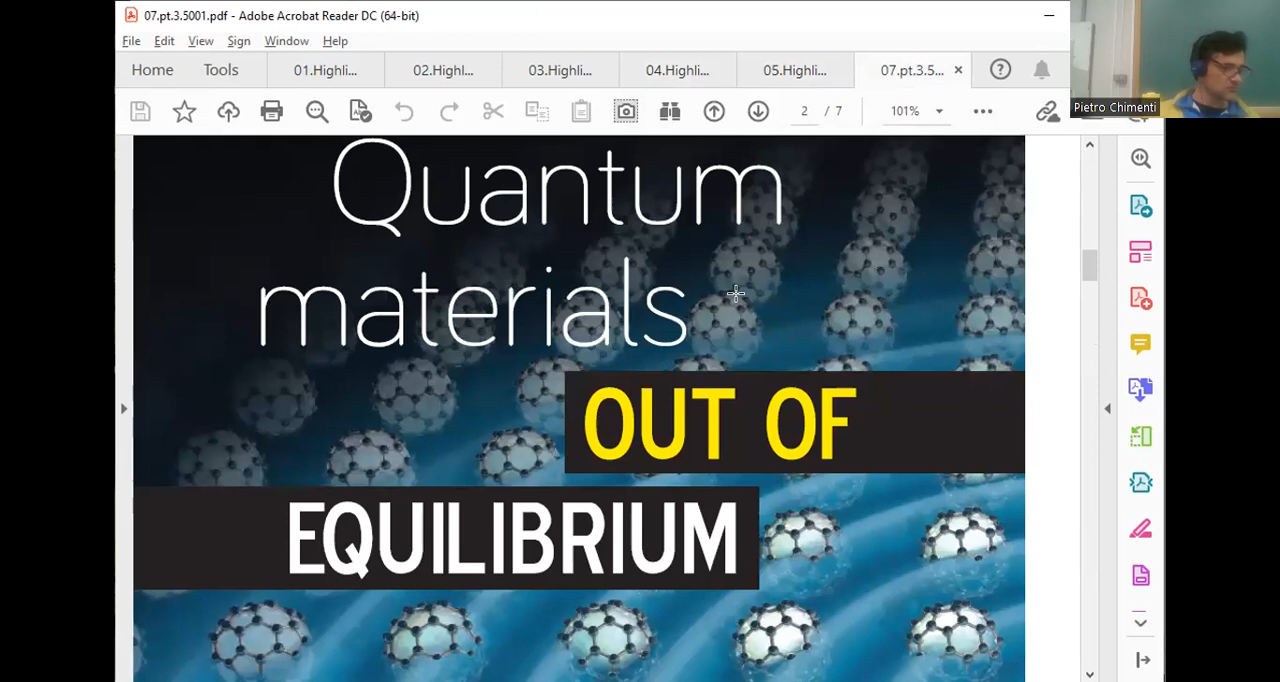 07.pt.3.5001.pdf - Adobe Acrobat Reader DC (64-bit)
File Edit View Sign Window Help
Home Tools 01.Highli... 02.Highl... 03.Highli... 04.Highli... 05.Highli... 07.pt.3.5... ×
2 / 7 101%
Pietro Chimenti
Quantum
materials
OUT OF
EQUILIBRIUM